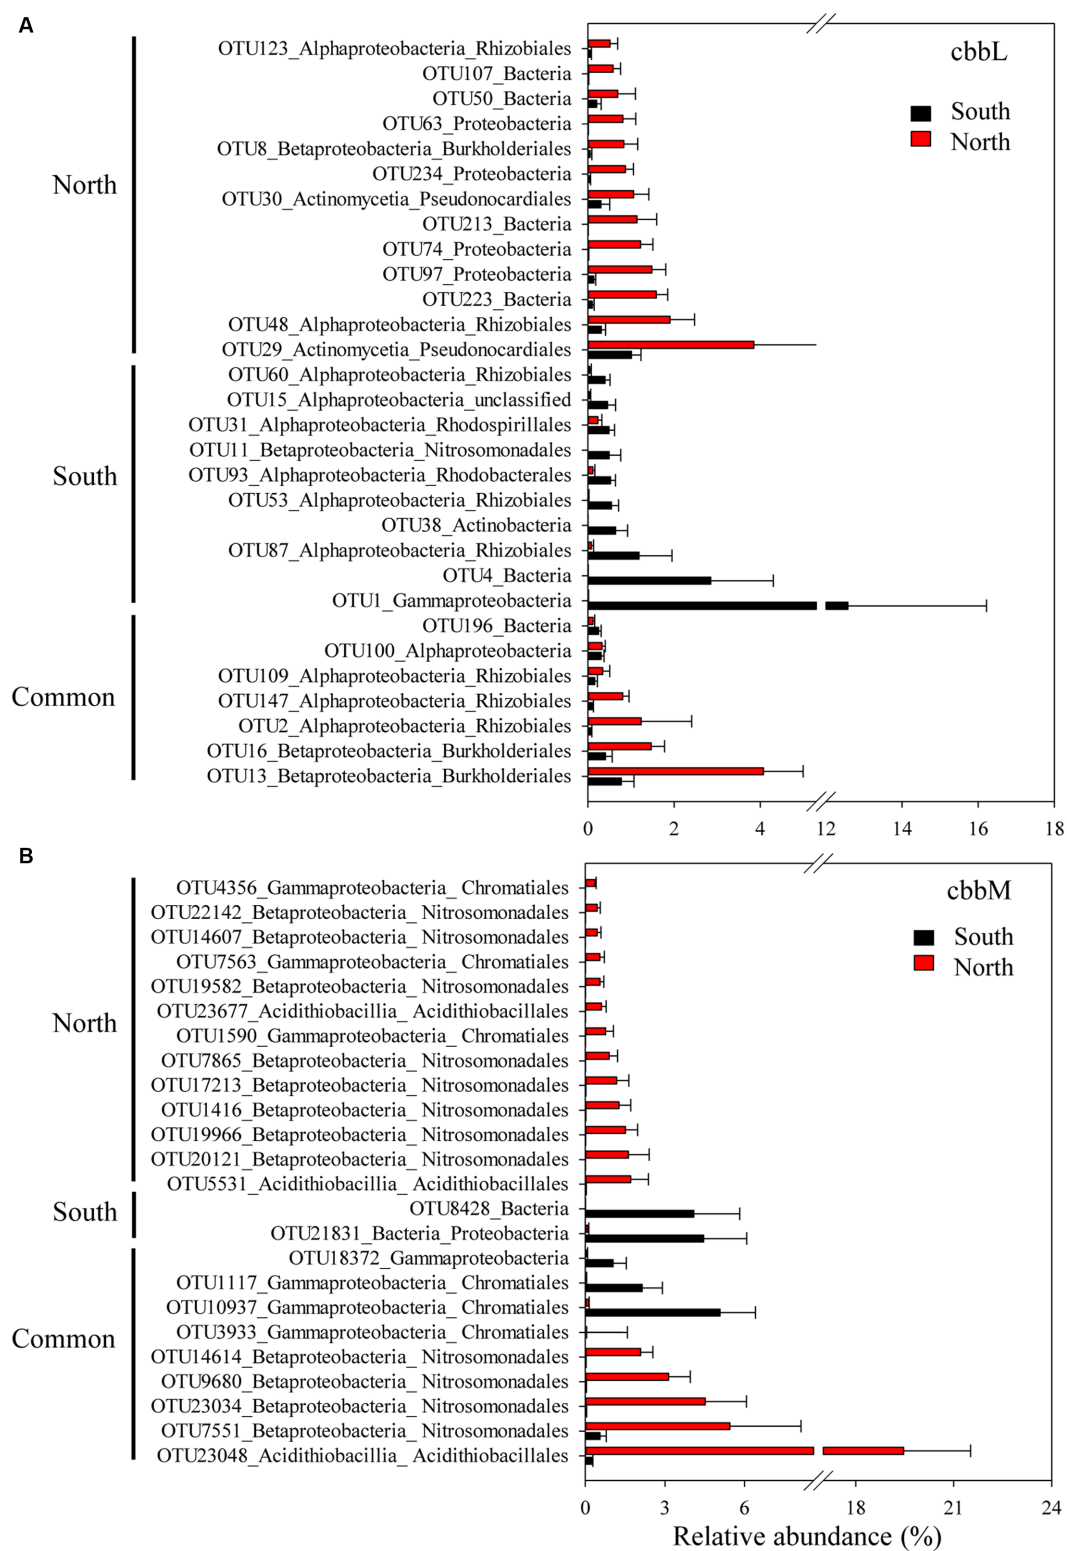 A
cbbL
South
North
North
OTU123_Alphaproteobacteria_Rhizobiales
OTU107_Bacteria
OTU50_Bacteria
OTU63_Proteobacteria
OTU8_Betaproteobacteria_Burkholderiales
OTU234_Proteobacteria
OTU30_Actinomycetia_Pseudonocardiales
OTU213_Bacteria
OTU74_Proteobacteria
OTU97_Proteobacteria
OTU223_Bacteria
OTU48_Alphaproteobacteria_Rhizobiales
OTU29_Actinomycetia_Pseudonocardiales
South
OTU60_Alphaproteobacteria_Rhizobiales
OTU15_Alphaproteobacteria_unclassified
OTU31_Alphaproteobacteria_Rhodospirillales
OTU11_Betaproteobacteria_Nitrosomonadales
OTU93_Alphaproteobacteria_Rhodobacterales
OTU53_Alphaproteobacteria_Rhizobiales
OTU38_Actinobacteria
OTU87_Alphaproteobacteria_Rhizobiales
OTU4_Bacteria
OTU1_Gammaproteobacteria
Common
OTU196_Bacteria
OTU100_Alphaproteobacteria
OTU109_Alphaproteobacteria_Rhizobiales
OTU147_Alphaproteobacteria_Rhizobiales
OTU2_Alphaproteobacteria_Rhizobiales
OTU16_Betaproteobacteria_Burkholderiales
OTU13_Betaproteobacteria_Burkholderiales
0 2 4 12 14 16 18
B
cbbM
South
North
North
OTU4356_Gammaproteobacteria_ Chromatiales
OTU22142_Betaproteobacteria_ Nitrosomonadales
OTU14607_Betaproteobacteria_ Nitrosomonadales
OTU7563_Gammaproteobacteria_ Chromatiales
OTU19582_Betaproteobacteria_ Nitrosomonadales
OTU23677_Acidithiobacillia_ Acidithiobacillales
OTU1590_Gammaproteobacteria_ Chromatiales
OTU7865_Betaproteobacteria_ Nitrosomonadales
OTU17213_Betaproteobacteria_ Nitrosomonadales
OTU1416_Betaproteobacteria_ Nitrosomonadales
OTU19966_Betaproteobacteria_ Nitrosomonadales
OTU20121_Betaproteobacteria_ Nitrosomonadales
OTU5531_Acidithiobacillia_ Acidithiobacillales
South
OTU8428_Bacteria
OTU21831_Bacteria_Proteobacteria
Common
OTU18372_Gammaproteobacteria
OTU1117_Gammaproteobacteria_ Chromatiales
OTU10937_Gammaproteobacteria_ Chromatiales
OTU3933_Gammaproteobacteria_ Chromatiales
OTU14614_Betaproteobacteria_ Nitrosomonadales
OTU9680_Betaproteobacteria_ Nitrosomonadales
OTU23034_Betaproteobacteria_ Nitrosomonadales
OTU7551_Betaproteobacteria_ Nitrosomonadales
OTU23048_Acidithiobacillia_ Acidithiobacillales
0 3 6 18 21 24
Relative abundance (%)